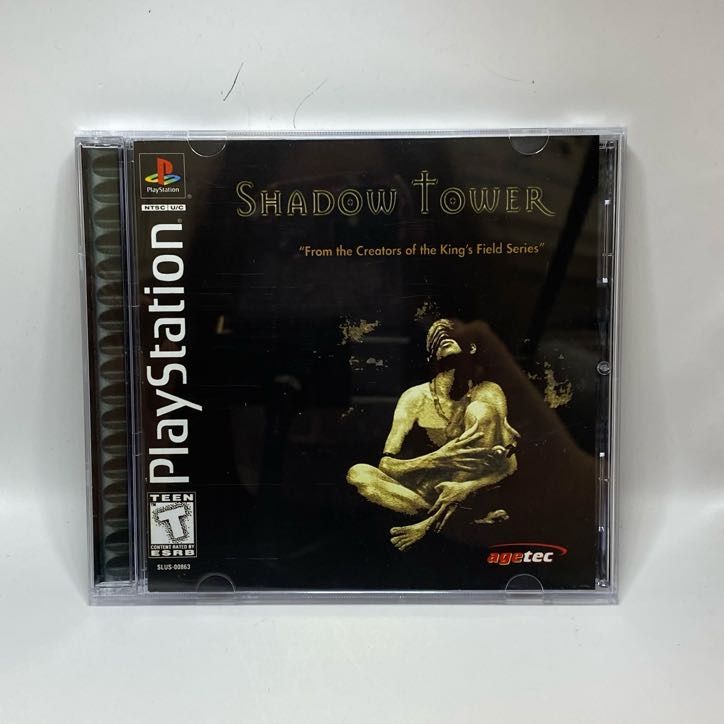 PlayStation
NTSC U/C
PlayStation
SHADOW TOWER
"From the Creators of the King's Field Series"
TEEN
T
CONTENT RATED BY
ESRB
SLUS-00863
agetec